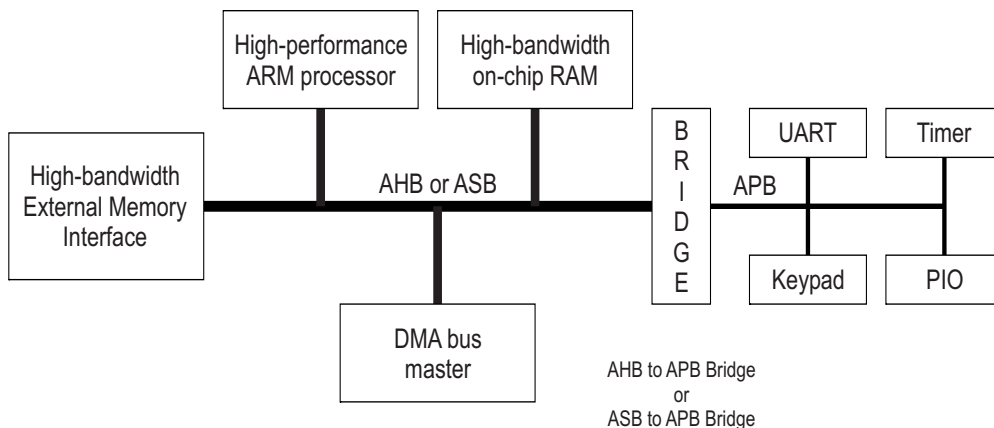 High-performance
ARM processor
High-bandwidth
on-chip RAM
High-bandwidth
External Memory
Interface
AHB or ASB
B
R
I
D
G
E
UART
Timer
APB
Keypad
PIO
DMA bus
master
AHB to APB Bridge
or
ASB to APB Bridge